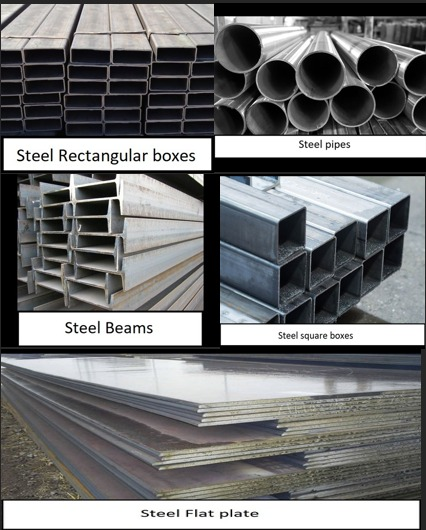 Steel Rectangular boxes
Steel pipes
Steel Beams
Steel square boxes
Steel Flat plate